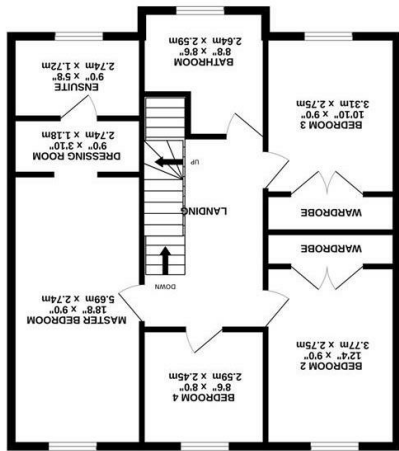 BEDROOM 2
12'4" x 9'0"
3.77m x 2.75m
BEDROOM 4
8'6" x 8'0"
2.59m x 2.45m
MASTER BEDROOM
18'8" x 9'0"
5.69m x 2.74m
DOWN
WARDROBE
WARDROBE
LANDING
UP
DRESSING ROOM
9'0" x 3'10"
2.74m x 1.18m
BEDROOM 3
10'10" x 9'0"
3.31m x 2.75m
ENSUITE
9'0" x 5'8"
2.74m x 1.72m
BATHROOM
8'8" x 8'6"
2.64m x 2.59m